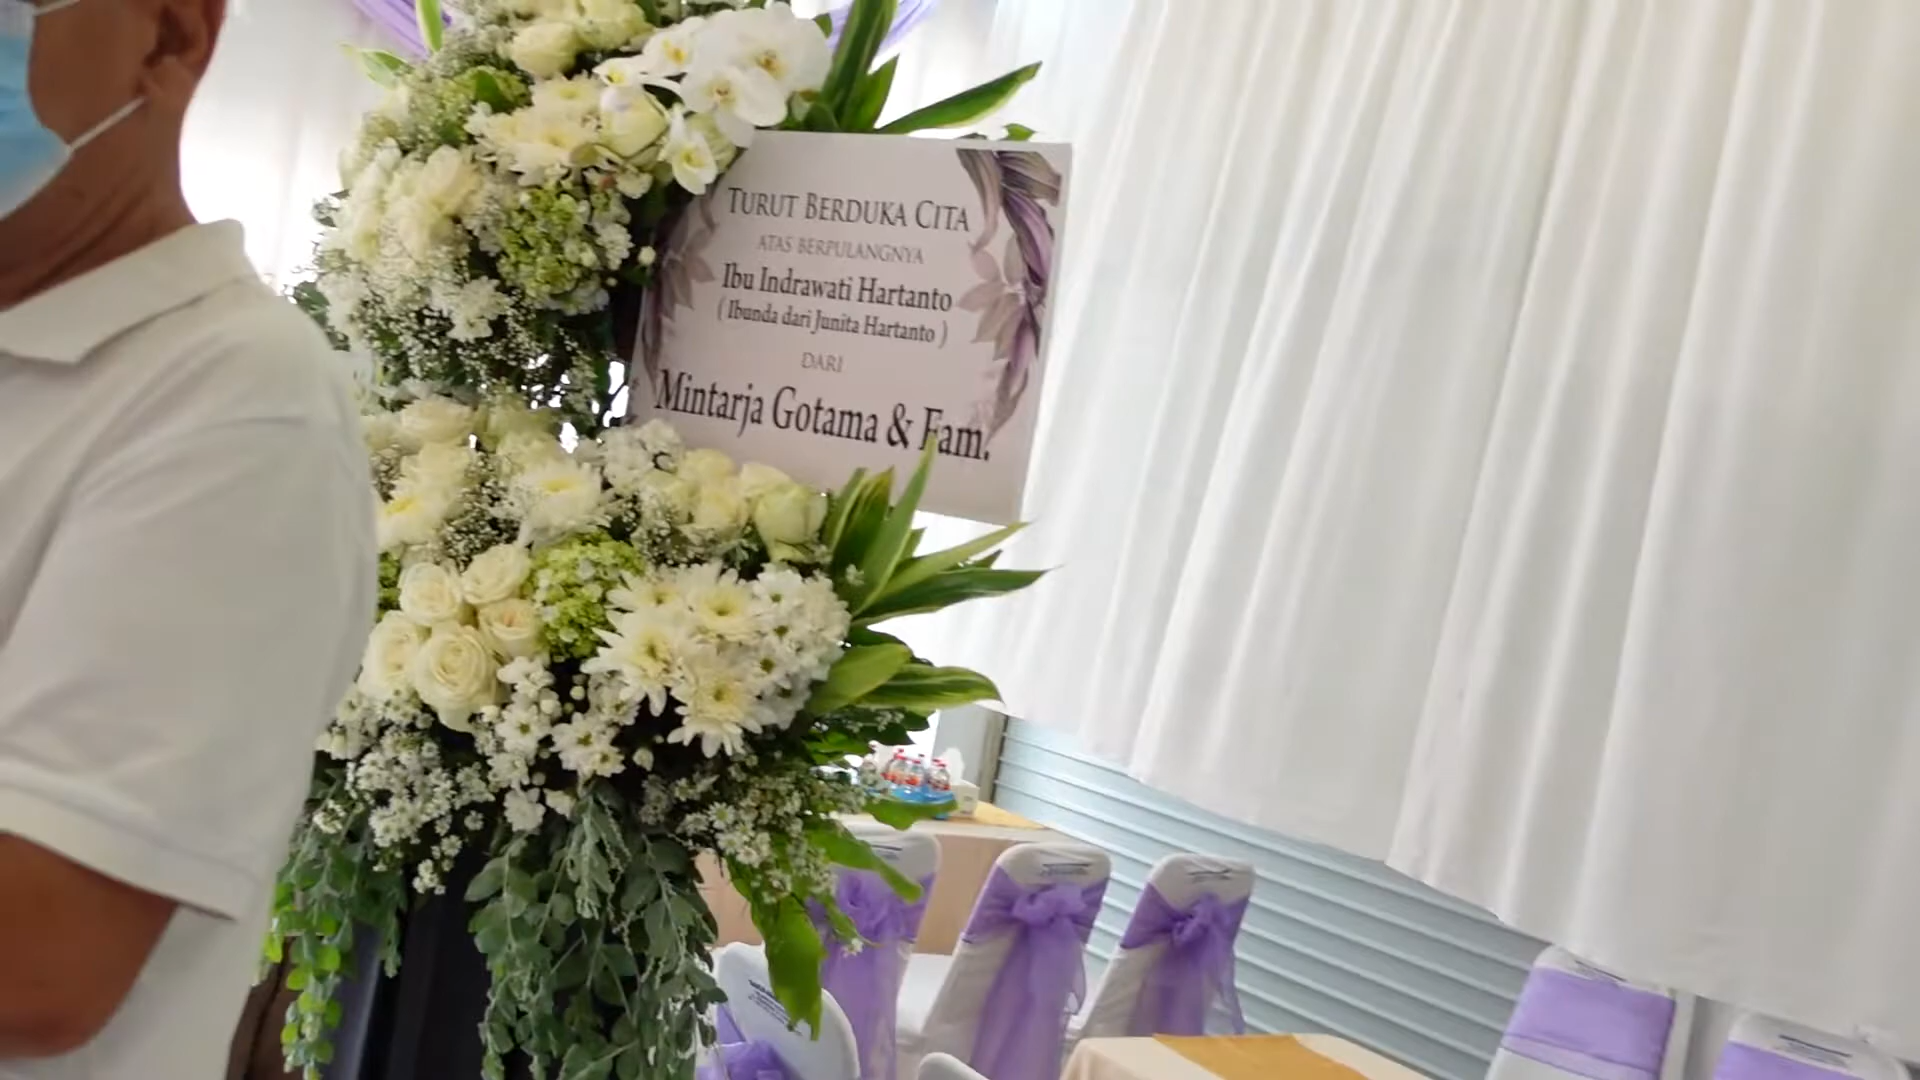 TURUT BERDUKA CITA
ATAS BERPULANGNYA
Ibu Indrawati Hartanto
( Ibunda dari Junita Hartanto )
DARI
Mintarja Gotama & Fam.